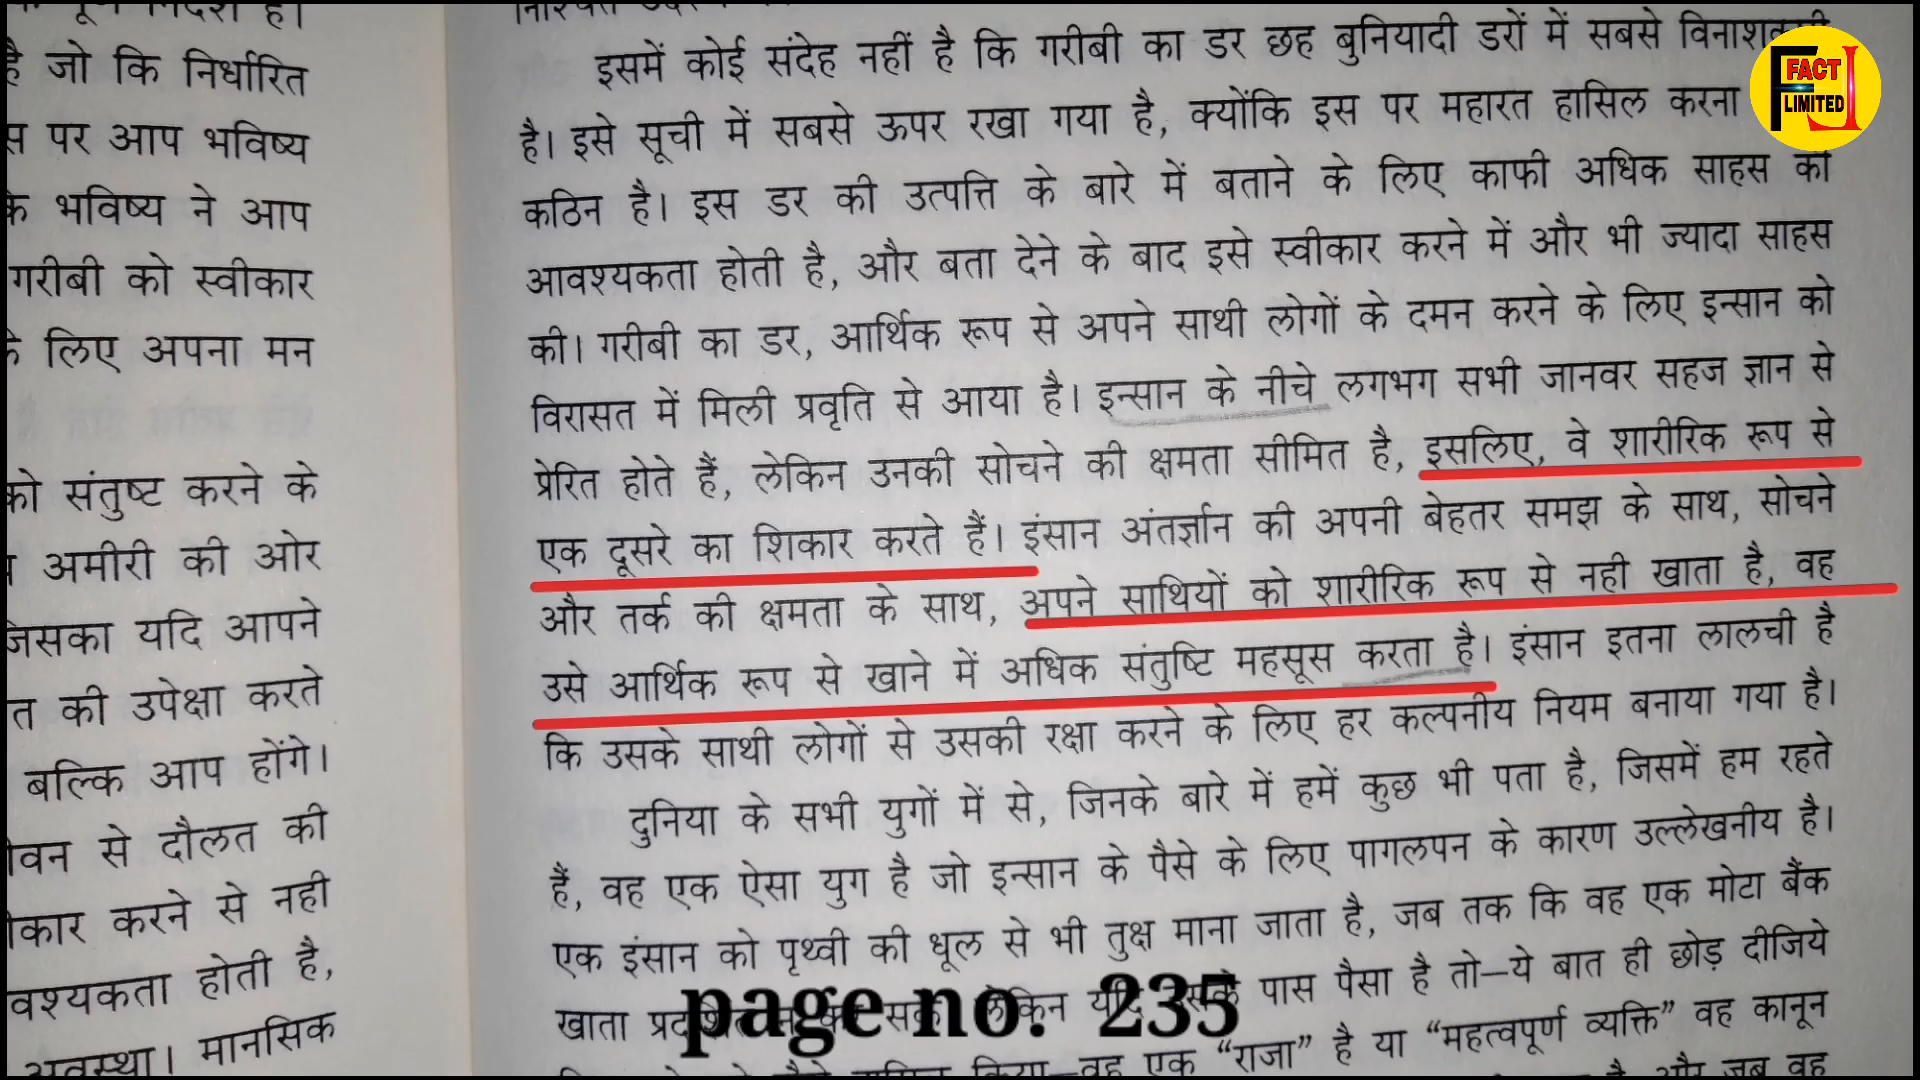 है जो कि निर्धारित
पर आप भविष्य
भविष्य ने आप
गरीबी को स्वीकार
लिए अपना मन
को संतुष्ट करने के
अमीरी की ओर
जिसका यदि आपने
की उपेक्षा करते
बल्कि आप होंगे।
से दौलत की
करने से नही
होती है,
मानसिक
इसमें कोई संदेह नहीं है कि गरीबी का डर छह बुनियादी डरों में सबसे
है। इसे सूची में सबसे ऊपर रखा गया है, क्योंकि इस पर महारत हासिल करना
कठिन है। इस डर की उत्पत्ति के बारे में बताने के लिए काफी अधिक साहस की
आवश्यकता होती है, और बता देने के बाद इसे स्वीकार करने में और भी ज्यादा साहस
की। गरीबी का डर, आर्थिक रूप से अपने साथी लोगों के दमन करने के लिए इन्सान को
विरासत में मिली प्रवृति से आया है। इन्सान के नीचे लगभग सभी जानवर सहज ज्ञान से
प्रेरित होते हैं, लेकिन उनकी सोचने की क्षमता सीमित है, इसलिए, वे शारीरिक रूप से
एक दूसरे का शिकार करते हैं। इंसान अंतर्ज्ञान की अपनी बेहतर समझ के साथ, सोचने
और तर्क की क्षमता के साथ, अपने साथियों को शारीरिक रूप से नही खाता है, वह
उसे आर्थिक रूप से खाने में अधिक संतुष्टि महसूस करता है। इंसान इतना लालची है
कि उसके साथी लोगों से उसकी रक्षा करने के लिए हर कल्पनीय नियम बनाया गया है।
दुनिया के सभी युगों में से, जिनके बारे में हमें कुछ भी पता है, जिसमें हम रहते
हैं, वह एक ऐसा युग है जो इन्सान के पैसे के लिए पागलपन के कारण उल्लेखनीय है।
एक इंसान को पृथ्वी की धूल से भी तुक्ष माना जाता है, जब तक कि वह एक मोटा बैंक
खाता पास पैसा है तो—ये बात ही छोड़ दीजिये
वह एक “राजा” है या “महत्वपूर्ण व्यक्ति” वह कानून
और जब वह
FACT
LIMITED
page no. 235